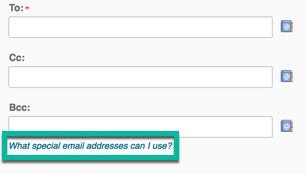 To:*
Cc:
Bcc:
What special email addresses can I use?